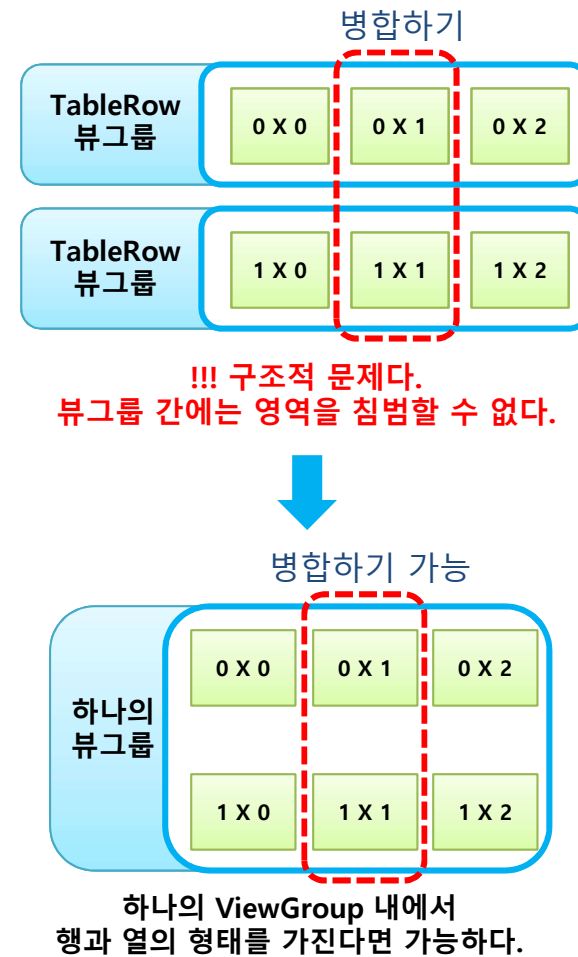 병합하기
TableRow
뷰그룹
0 X 0
0 X 1
0 X 2
TableRow
뷰그룹
1 X 0
1 X 1
1 X 2
!!! 구조적 문제다.
뷰그룹 간에는 영역을 침범할 수 없다.
병합하기 가능
하나의
뷰그룹
0 X 0
0 X 1
0 X 2
1 X 0
1 X 1
1 X 2
하나의 ViewGroup 내에서
행과 열의 형태를 가진다면 가능하다.